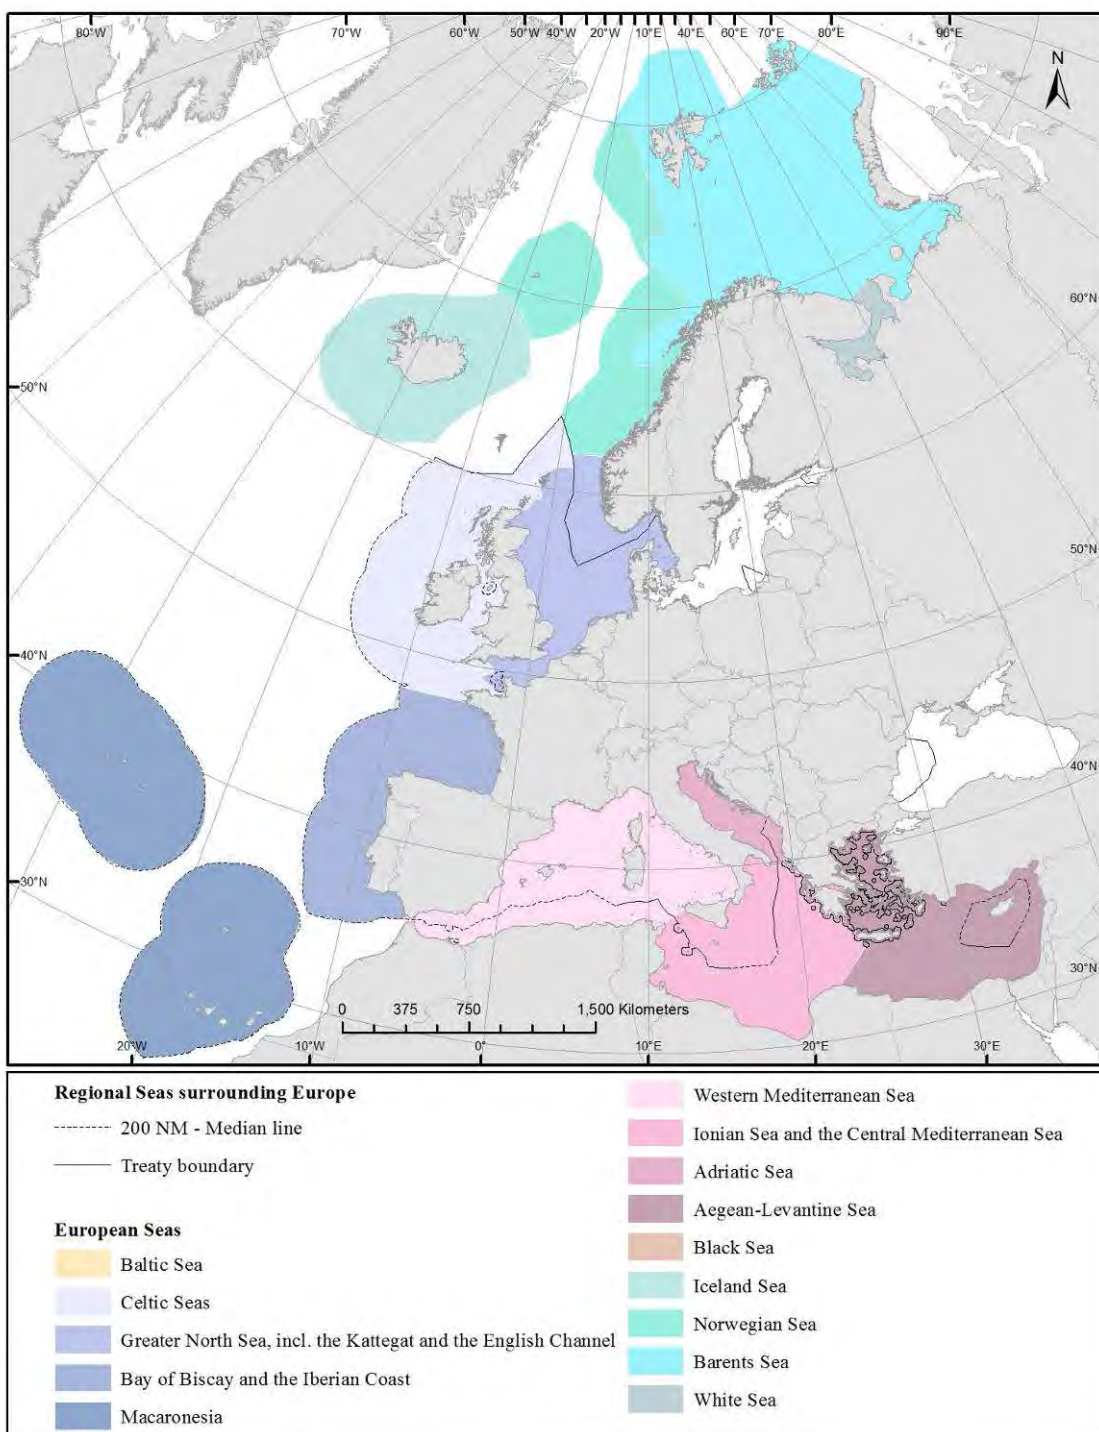 80°W 70°W 60°W 50°W 40°W 20°W 10°E 40°E 60°E 70°E 80°E 90°E
N
60°N
50°N
50°N
40°N
40°N
30°N
30°N
0 375 750 1,500 Kilometers
20°W 10°W 0° 10°E 20°E 30°E
Regional Seas surrounding Europe
200 NM - Median line
Treaty boundary
European Seas
Baltic Sea
Celtic Seas
Greater North Sea, incl. the Kattegat and the English Channel
Bay of Biscay and the Iberian Coast
Macaronesia
Western Mediterranean Sea
Ionian Sea and the Central Mediterranean Sea
Adriatic Sea
Aegean-Levantine Sea
Black Sea
Iceland Sea
Norwegian Sea
Barents Sea
White Sea